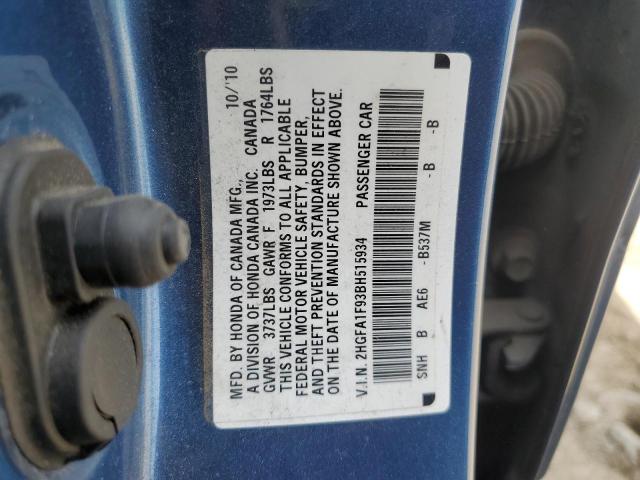 MFD. BY HONDA OF CANADA MFG., 10/'10
A DIVISION OF HONDA CANADA INC. CANADA
GVWR 3737LBS GAWR F 1973LBS R 1764LBS
THIS VEHICLE CONFORMS TO ALL APPLICABLE
FEDERAL MOTOR VEHICLE SAFETY, BUMPER,
AND THEFT PREVENTION STANDARDS IN EFFECT
ON THE DATE OF MANUFACTURE SHOWN ABOVE.
V.I.N. 2HGFA1F93BH515934 PASSENGER CAR
SNH B AE6 -B537M -B -B